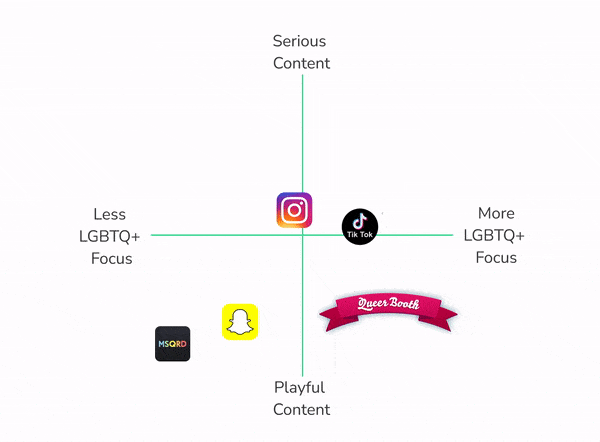 Serious
Content
Less
LGBTQ+
Focus
Tik Tok
More
LGBTQ+
Focus
Queer Booth
MSQRD
Playful
Content